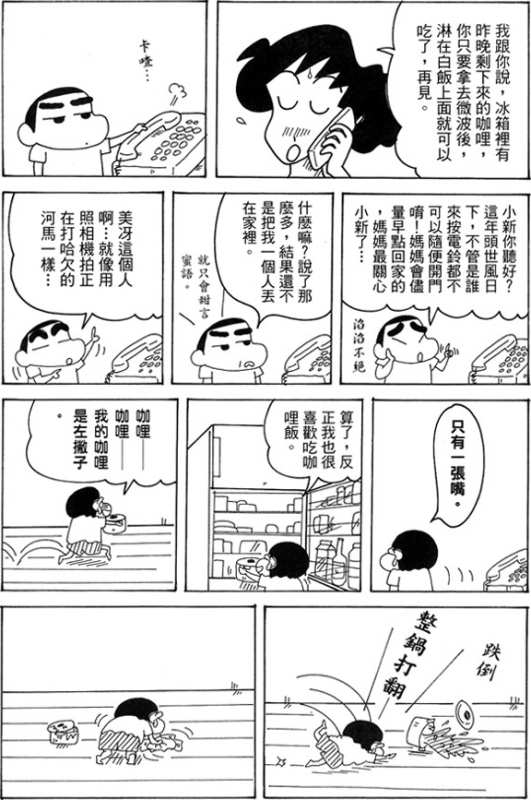 我跟你說，冰箱裡有
昨晚剩下來的咖哩，
你只要拿去微波後，
淋在白飯上面就可以
吃了，再見。
卡喳…
小新你聽好？
這年頭世風日
下，不管是誰
來按電鈴都不
可以隨便開門
唷！媽媽會儘
量早點回家的
，媽媽最關心
小新了…
滔滔不絕
什麼嘛？說了那
麼多，結果還不
是把我一個人丟
在家裡。
就只會甜言
蜜語。
美冴這個人
啊…就像用
照相機拍正
在打哈欠的
河馬一樣…
只有一張嘴。
算了，反
正我也很
喜歡吃咖
哩飯。
咖哩——
咖哩——
我的咖哩
是左撇子
。
跌倒
整鍋打翻